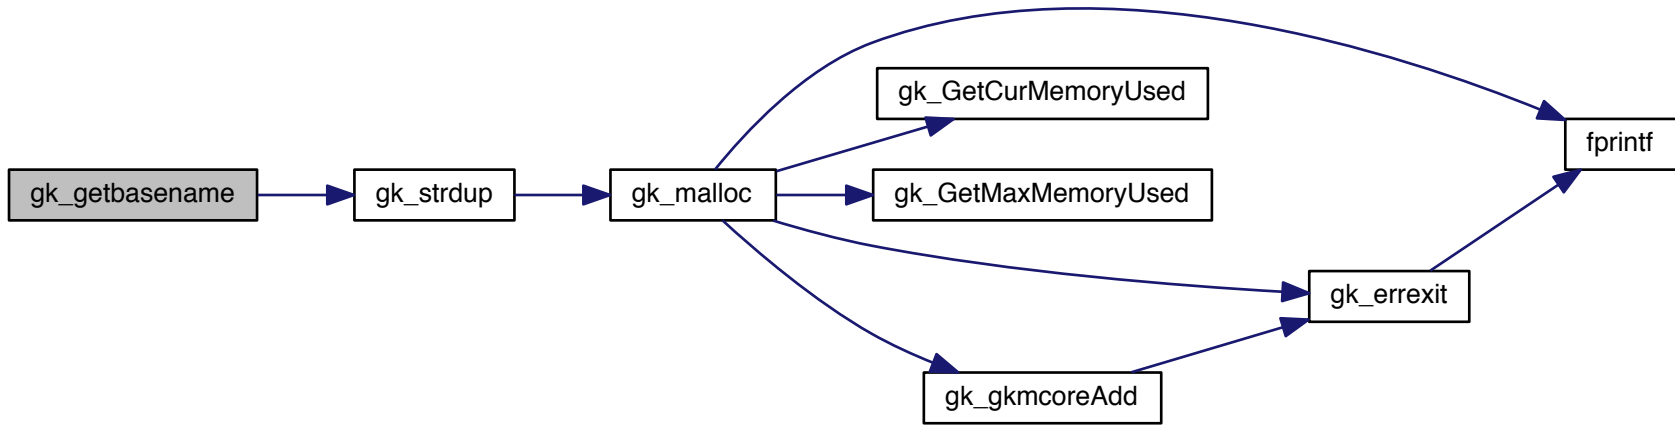 gk_getbasename
gk_strdup
gk_malloc
gk_GetCurMemoryUsed
gk_GetMaxMemoryUsed
gk_gkmcoreAdd
gk_errexit
fprintf